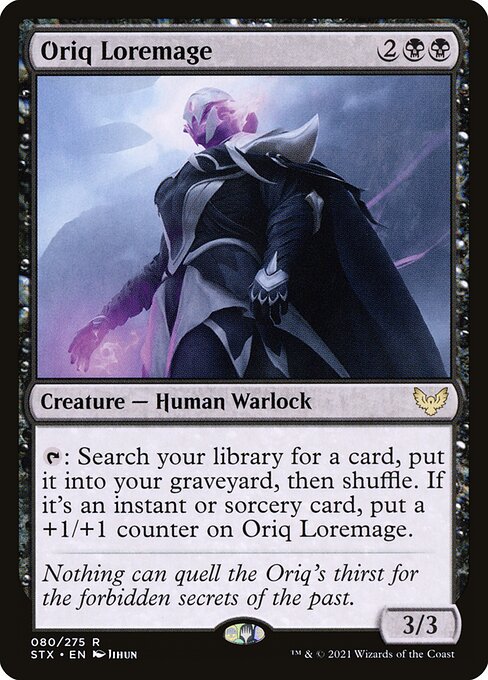 Oriq Loremage 2
Creature — Human Warlock
: Search your library for a card, put
it into your graveyard, then shuffle. If
it's an instant or sorcery card, put a
+1/+1 counter on Oriq Loremage.
Nothing can quell the Oriq's thirst for
the forbidden secrets of the past.
3/3
080/275 R
STX • EN JIHUN
™ & © 2021 Wizards of the Coast